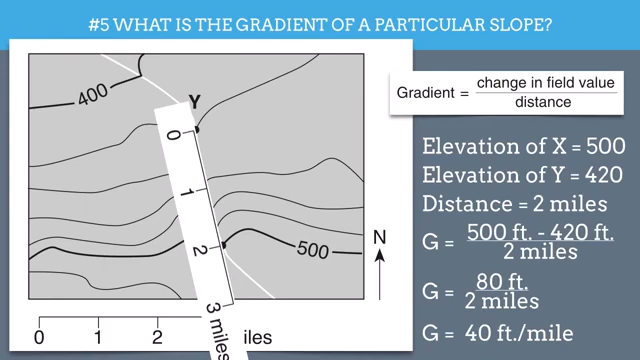 #5 WHAT IS THE GRADIENT OF A PARTICULAR SLOPE?
400
Y
0
1
2
3 miles
500
N
0 1 2 iles
Gradient = change in field value
distance
Elevation of X = 500
Elevation of Y = 420
Distance = 2 miles
G = 500 ft. - 420 ft.
2 miles
G = 80 ft.
2 miles
G = 40 ft./mile